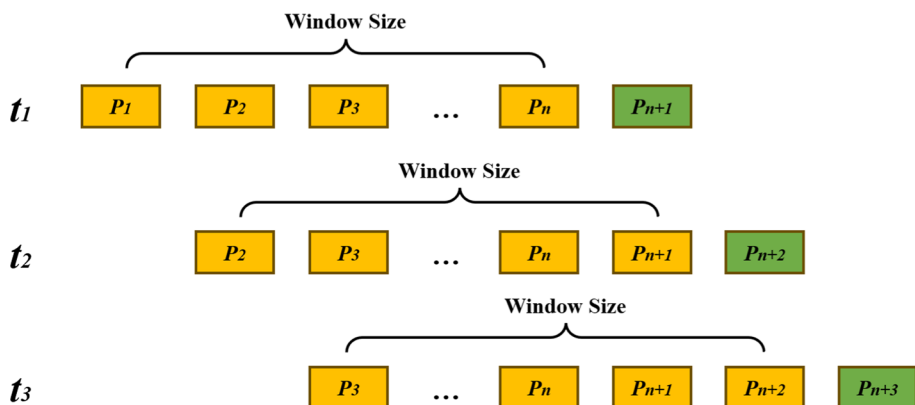 Window Size
t1 P1 P2 P3 ... Pn Pn+1
Window Size
t2 P2 P3 ... Pn Pn+1 Pn+2
Window Size
t3 P3 ... Pn Pn+1 Pn+2 Pn+3